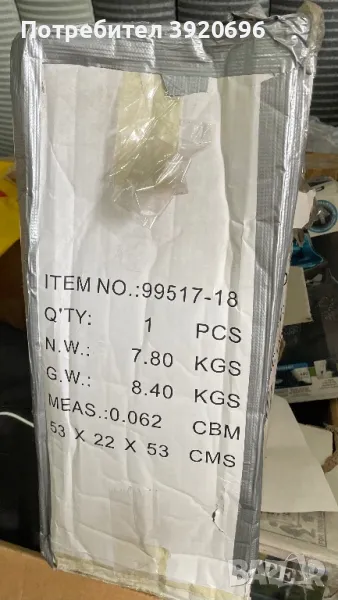 Потребител 3920696
ITEM NO.:99517-18
Q'TY: 1 PCS
N.W.: 7.80 KGS
G.W.: 8.40 KGS
MEAS.:0.062 CBM
53 X 22 X 53 CMS
BAZAR